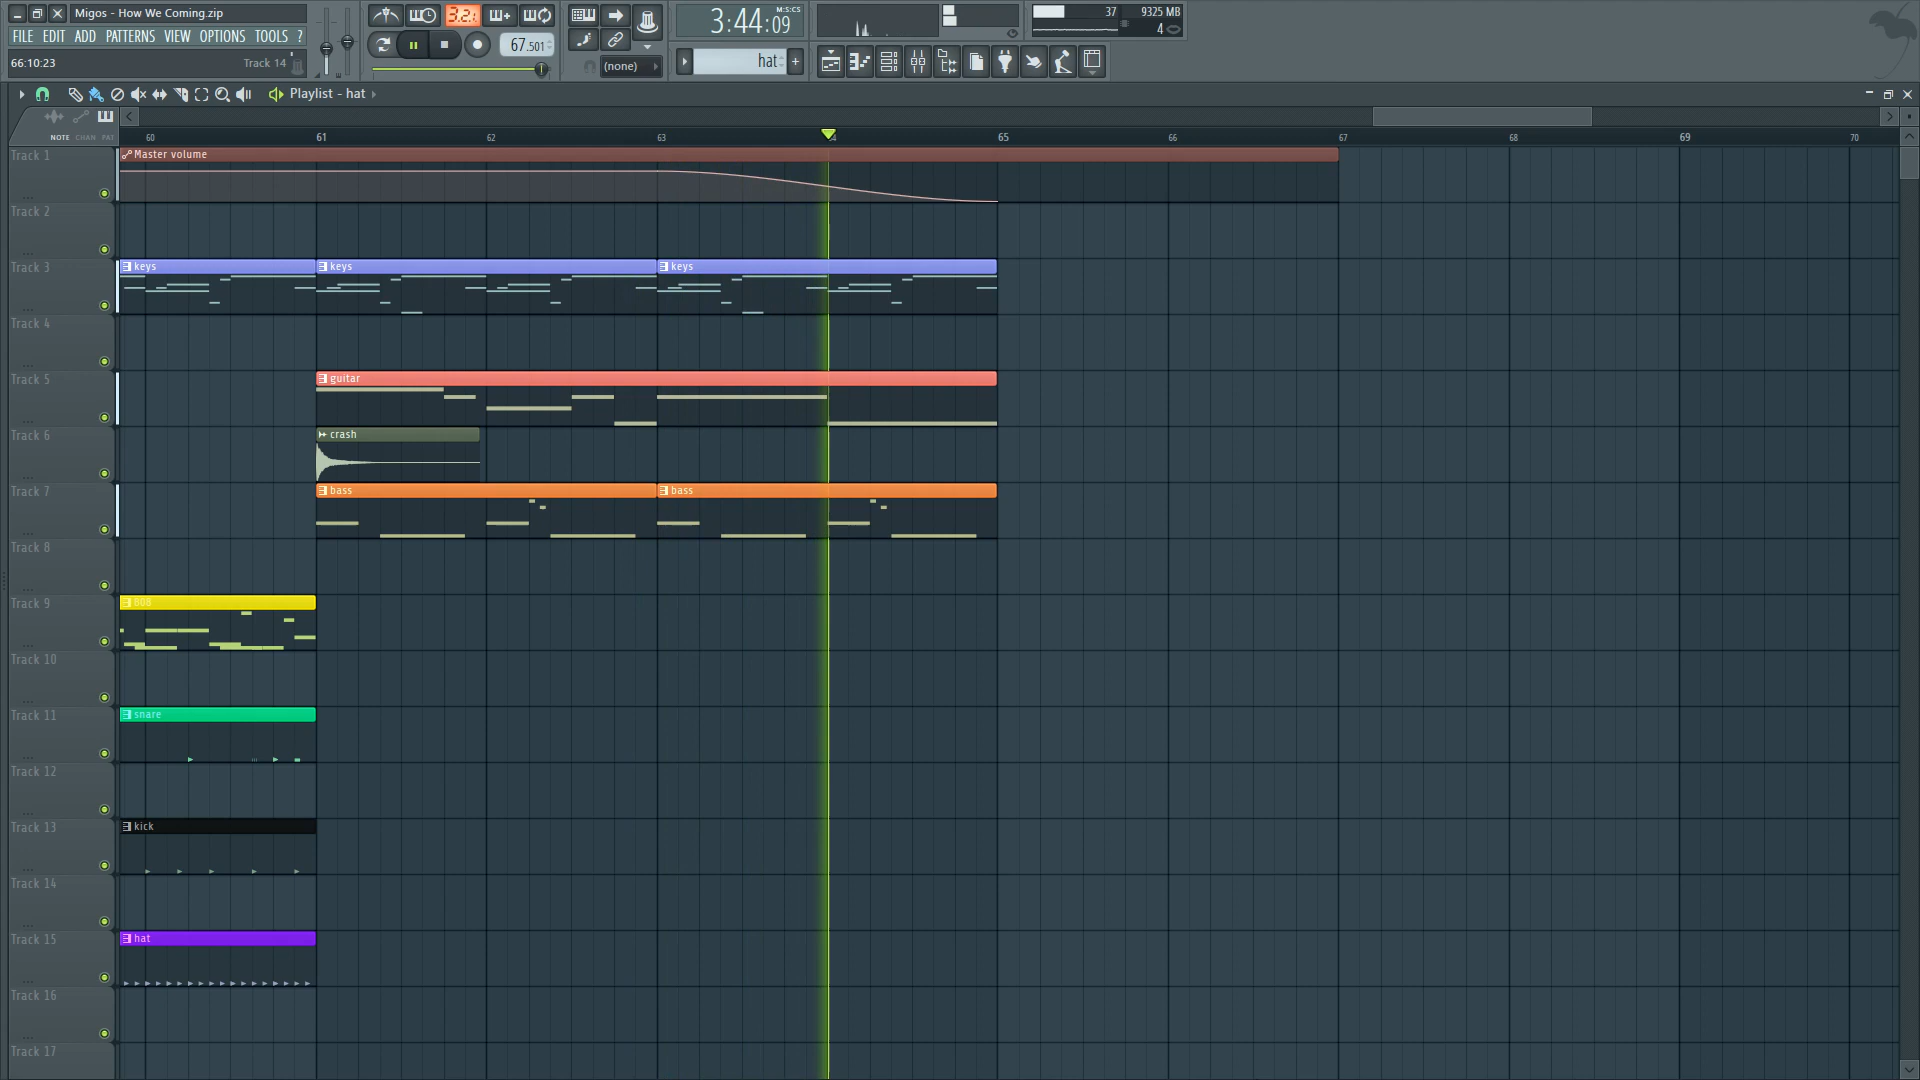 Migos - How We Coming.zip
FILE EDIT ADD PATTERNS VIEW OPTIONS TOOLS ?
66:10:23 Track 14
67.501
(none)
3:44:09 M:S:CS
hat
37 9325 MB
4
Playlist - hat
NOTE CHAN PAT
60 61 62 63 65 66 67 68 69 70
Track 1 Master volume
Track 2
Track 3 keys keys keys
Track 4
Track 5 guitar
Track 6 crash
Track 7 bass bass
Track 8
Track 9 808
Track 10
Track 11 snare
Track 12
Track 13 kick
Track 14
Track 15 hat
Track 16
Track 17